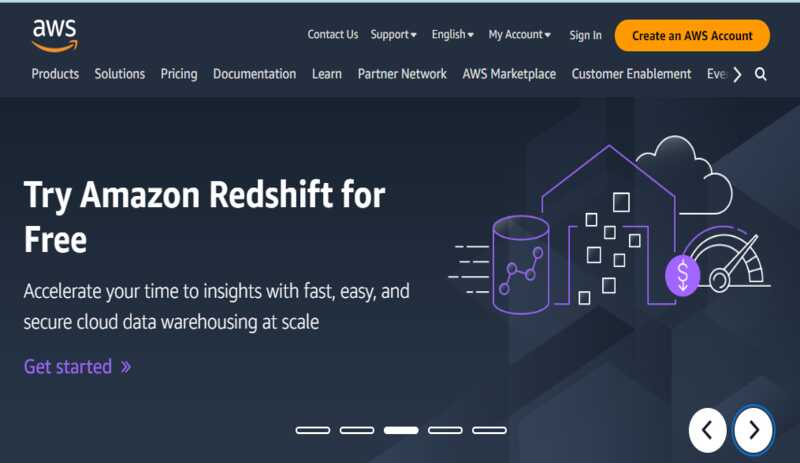 aws
Contact Us Support English My Account Sign In Create an AWS Account
Products Solutions Pricing Documentation Learn Partner Network AWS Marketplace Customer Enablement Eve
Try Amazon Redshift for
Free
Accelerate your time to insights with fast, easy, and
secure cloud data warehousing at scale
Get started »
$